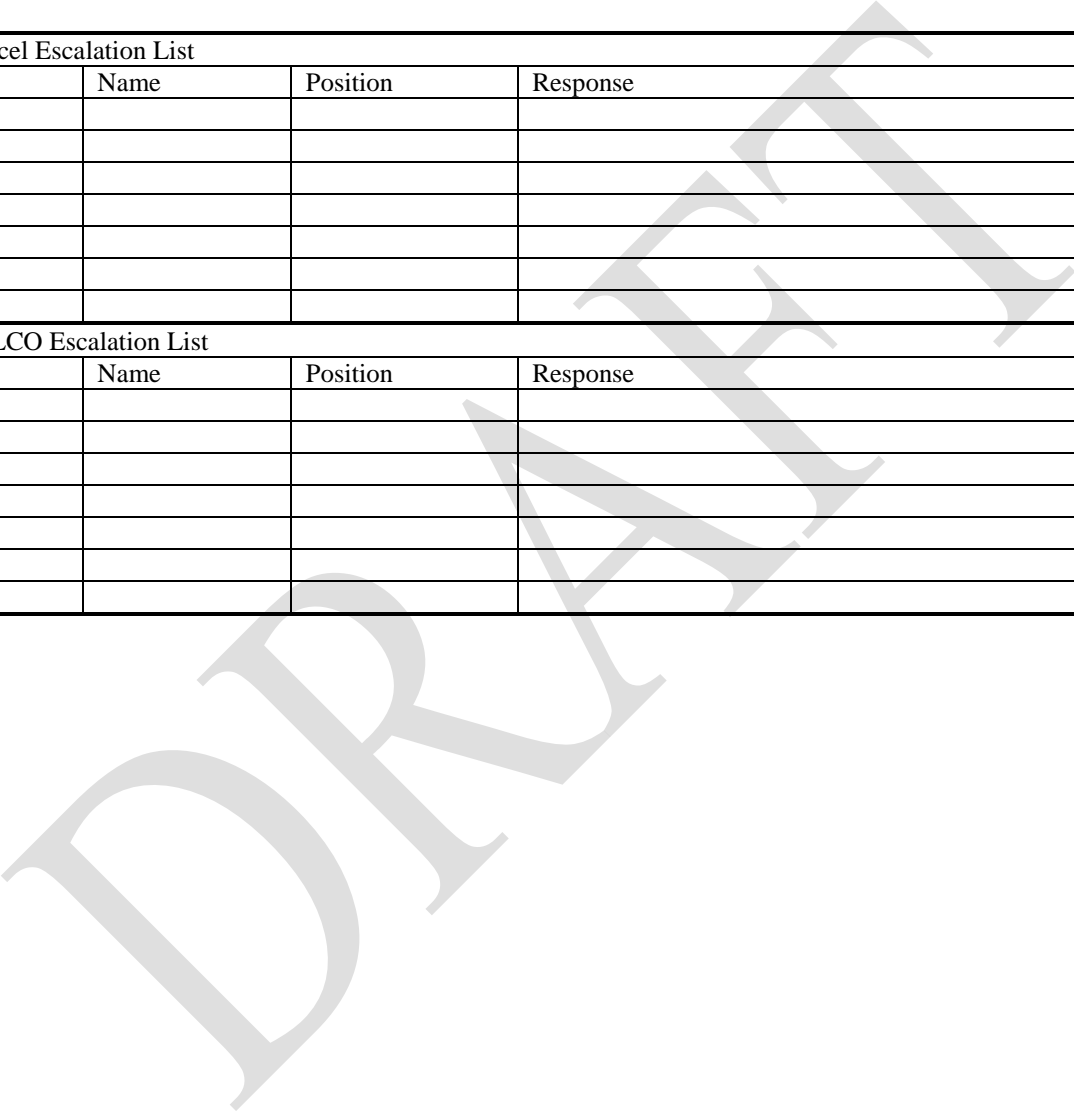 cel Escalation List
Name Position Response
LCO Escalation List
Name Position Response
DRAFT